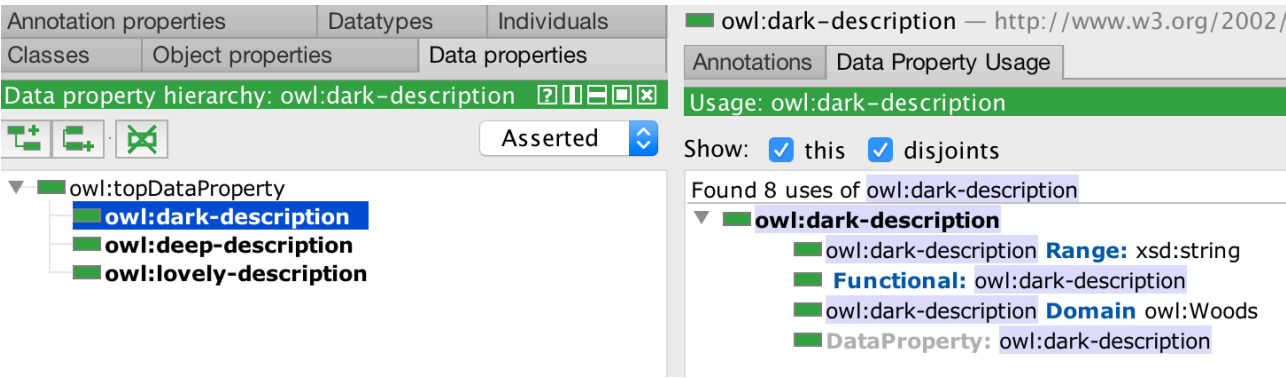 Annotation properties Datatypes Individuals
Classes Object properties Data properties
Data property hierarchy: owl:dark-description
Asserted
owl:topDataProperty
owl:dark-description
owl:deep-description
owl:lovely-description
owl:dark-description — http://www.w3.org/2002/
Annotations Data Property Usage
Usage: owl:dark-description
Show: this disjoints
Found 8 uses of owl:dark-description
owl:dark-description
owl:dark-description Range: xsd:string
Functional: owl:dark-description
owl:dark-description Domain owl:Woods
DataProperty: owl:dark-description